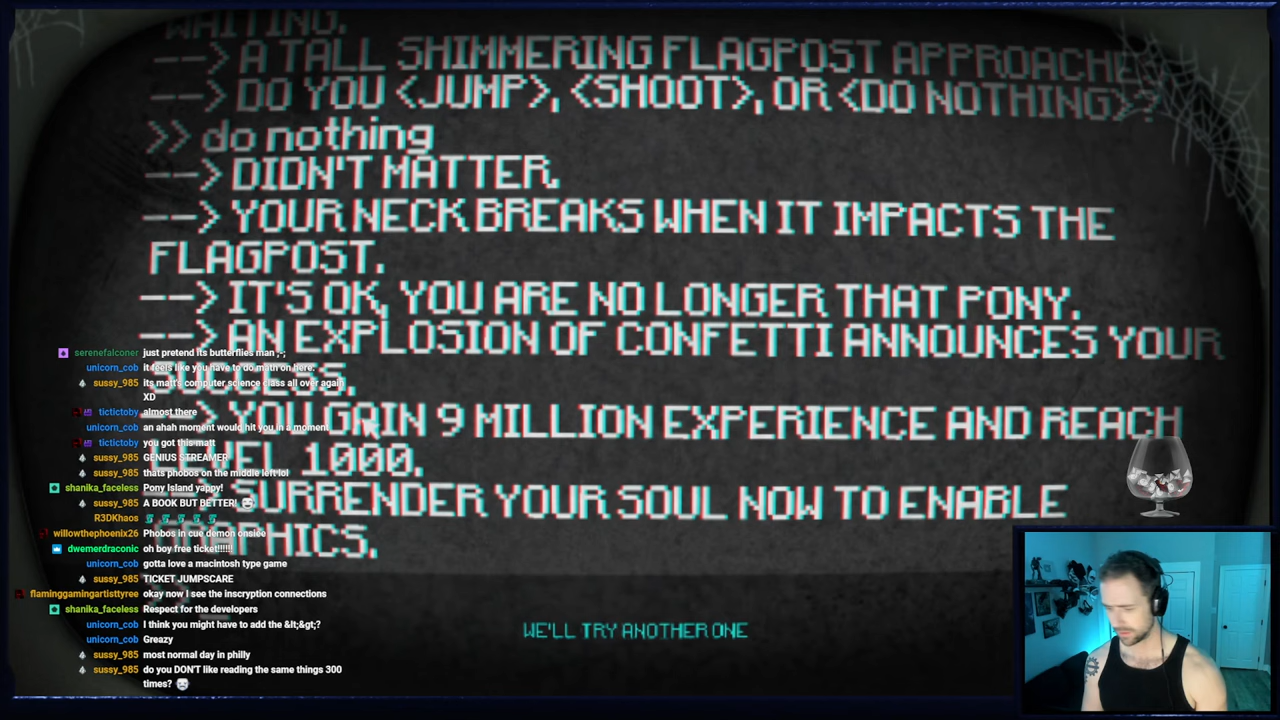 WAITING.
--> A TALL SHIMMERING FLAGPOST APPROACHE
--> DO YOU <JUMP>, <SHOOT>, OR <DO NOTHING>?
>> do nothing
--> DIDN'T MATTER.
--> YOUR NECK BREAKS WHEN IT IMPACTS THE
FLAGPOST.
--> IT'S OK, YOU ARE NO LONGER THAT PONY.
--> AN EXPLOSION OF CONFETTI ANNOUNCES YOUR
SUCCESS.
--> YOU GAIN 9 MILLION EXPERIENCE AND REACH
LEVEL 1000.
--> SURRENDER YOUR SOUL NOW TO ENABLE
GRAPHICS.
WE'LL TRY ANOTHER ONE
serenefalconer just pretend its butterflies man ;-;
unicorn_cob it feels like you have to do math on here.
sussy_985 its matt's computer science class all over again
XD
tictictoby almost there
unicorn_cob an ahah moment would hit you in a moment
tictictoby you got this matt
sussy_985 GENIUS STREAMER
sussy_985 thats phobos on the middle left lol
shanika_faceless Pony Island yappy!
sussy_985 A BOOK BUT BETTER!
R3DKhaos
willowthephoenix26 Phobos in cue demon onsiee
dwemerdraconic oh boy free ticket!!!!!!
unicorn_cob gotta love a macintosh type game
sussy_985 TICKET JUMPSCARE
flaminggamingartisttyree okay now I see the inscryption connections
shanika_faceless Respect for the developers
unicorn_cob I think you might have to add the &lt;&gt;?
unicorn_cob Greazy
sussy_985 most normal day in philly
sussy_985 do you DON'T like reading the same things 300
times?